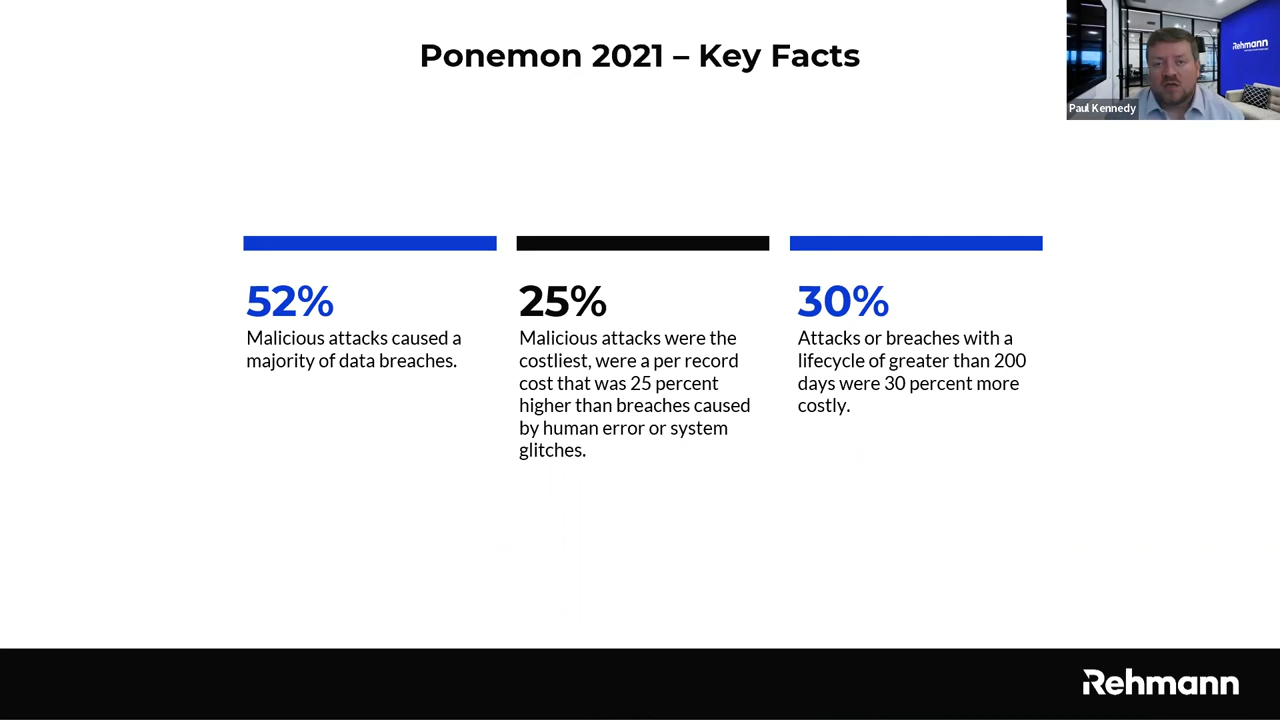 Ponemon 2021 – Key Facts
Rehmann
Paul Kennedy
52%
Malicious attacks caused a
majority of data breaches.
25%
Malicious attacks were the
costliest, were a per record
cost that was 25 percent
higher than breaches caused
by human error or system
glitches.
30%
Attacks or breaches with a
lifecycle of greater than 200
days were 30 percent more
costly.
Rehmann